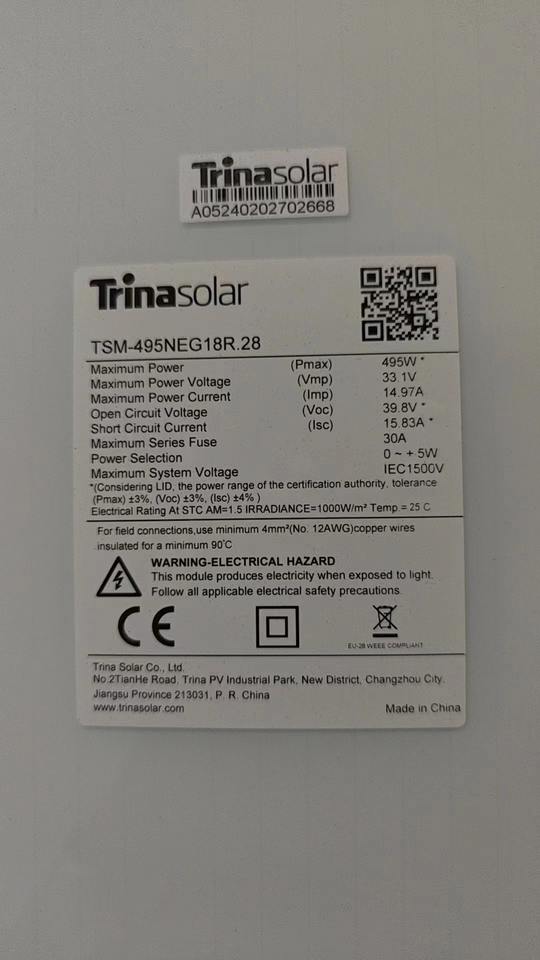 Trinasolar
A05240202702668
Trinasolar
TSM-495NEG18R.28
Maximum Power (Pmax) 495W *
Maximum Power Voltage (Vmp) 33.1V
Maximum Power Current (Imp) 14.97A
Open Circuit Voltage (Voc) 39.8V *
Short Circuit Current (Isc) 15.83A *
Maximum Series Fuse 30A
Power Selection 0 ~ + 5W
Maximum System Voltage IEC1500V
*(Considering LID, the power range of the certification authority, tolerance
(Pmax) ±3%, (Voc) ±3%, (Isc) ±4% )
Electrical Rating At STC AM=1.5 IRRADIANCE=1000W/m² Temp = 25 C
For field connections,use minimum 4mm²(No. 12AWG)copper wires
insulated for a minimum 90°C
WARNING-ELECTRICAL HAZARD
This module produces electricity when exposed to light.
Follow all applicable electrical safety precautions.
CE
EU-28 WEEE COMPLIANT
Trina Solar Co., Ltd.
No.2TianHe Road, Trina PV Industrial Park, New District, Changzhou City.
Jiangsu Province 213031, P. R. China
www.trinasolar.com Made in China